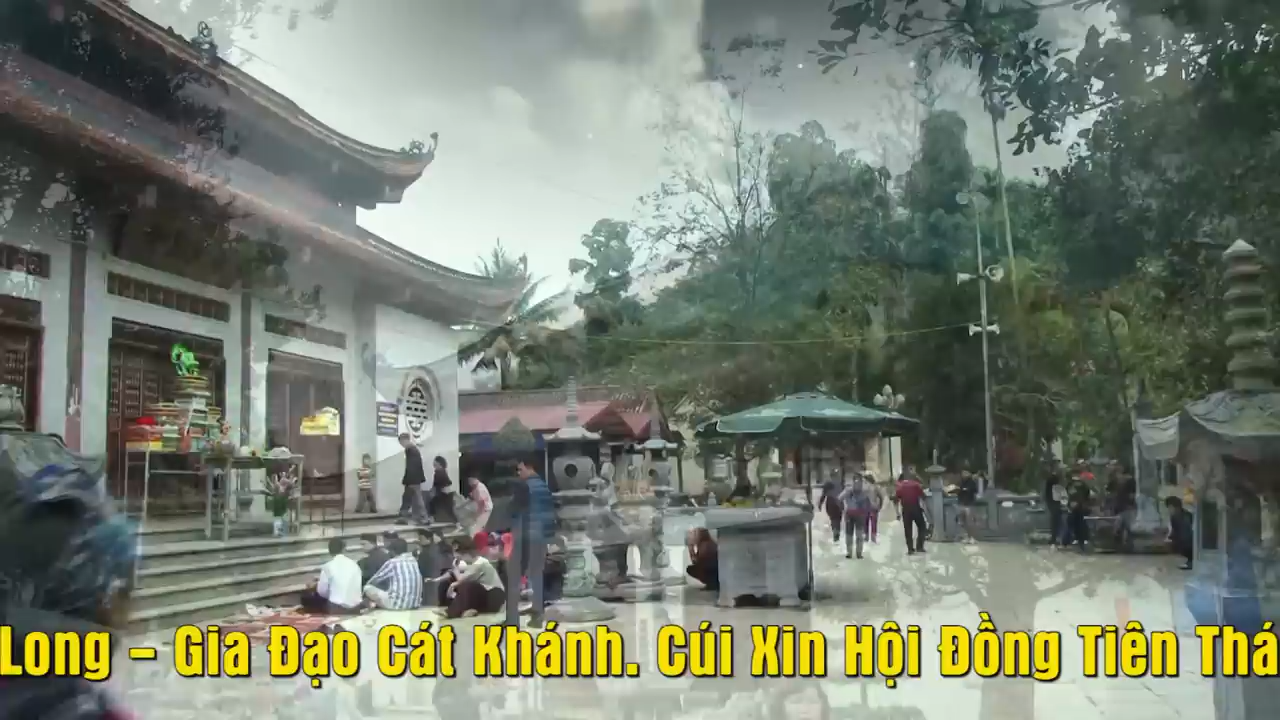 Long – Gia Đạo Cát Khánh. Cúi Xin Hội Đồng Tiên Thá